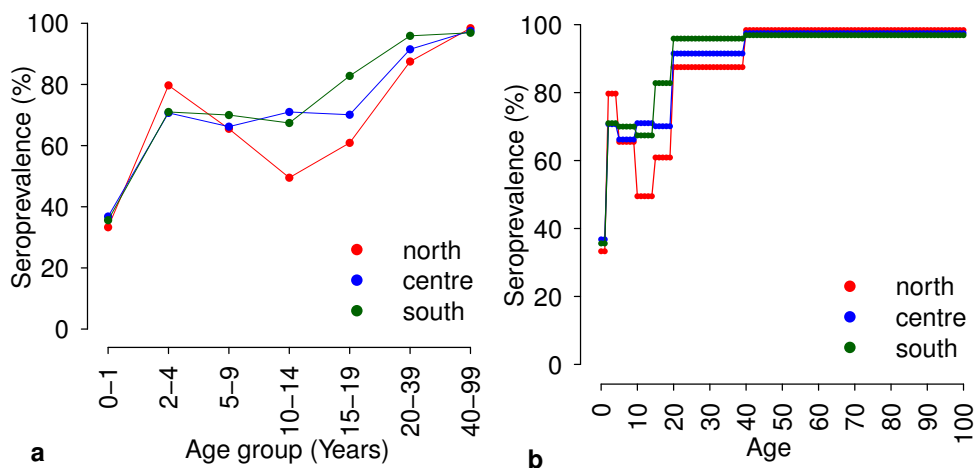 Seroprevalence (%)
100
80
60
40
20
0
north
centre
south
0−1
2−4
5−9
10−14
15−19
20−39
40−99
Age group (Years)
a
Seroprevalence (%)
100
80
60
40
20
0
north
centre
south
0
10
20
30
40
50
60
70
80
90
100
Age
b